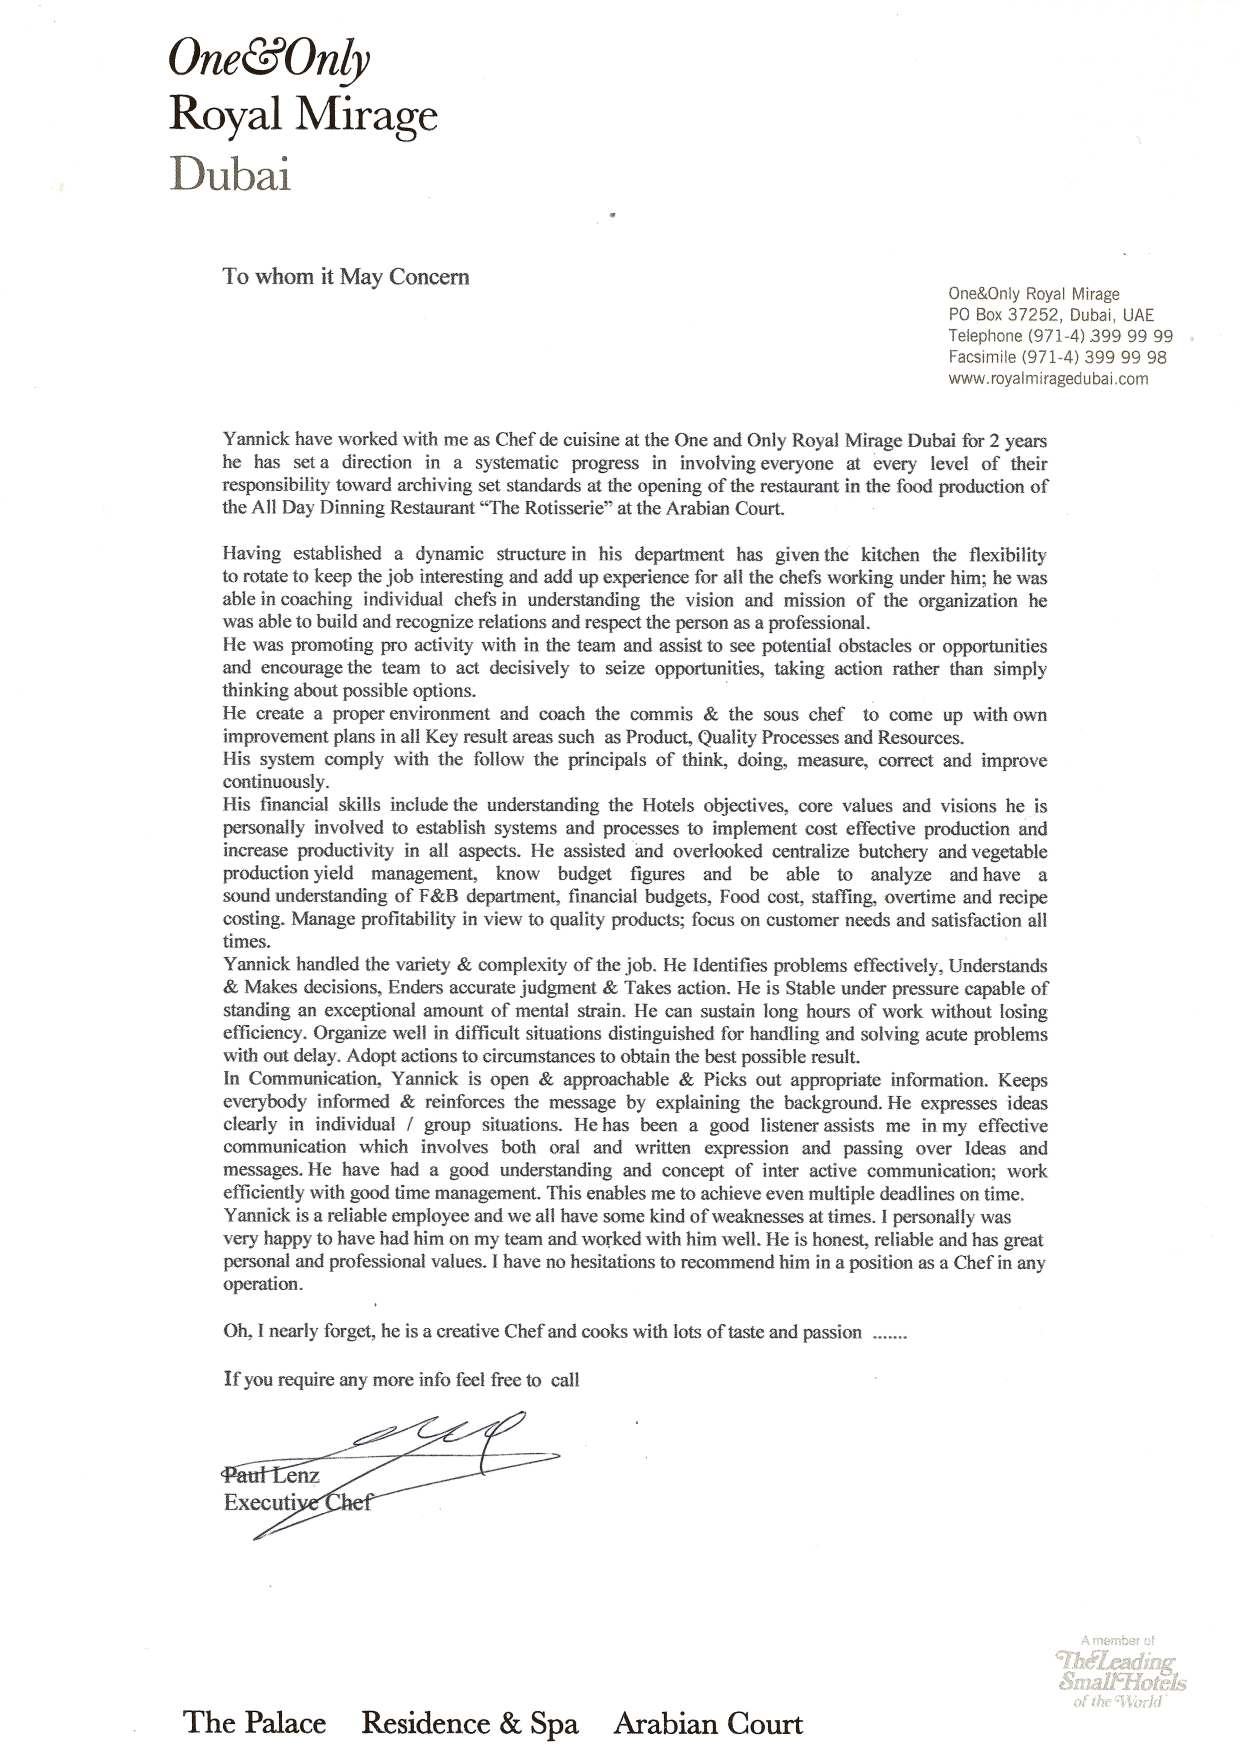 One&Only
Royal Mirage
Dubai
To whom it May Concern
One&Only Royal Mirage
PO Box 37252, Dubai, UAE
Telephone (971-4) 399 99 99
Facsimile (971-4) 399 99 98
www.royalmiragedubai.com
Yannick have worked with me as Chef de cuisine at the One and Only Royal Mirage Dubai for 2 years
he has set a direction in a systematic progress in involving everyone at every level of their
responsibility toward archiving set standards at the opening of the restaurant in the food production of
the All Day Dinning Restaurant “The Rotisserie” at the Arabian Court.
Having established a dynamic structure in his department has given the kitchen the flexibility
to rotate to keep the job interesting and add up experience for all the chefs working under him; he was
able in coaching individual chefs in understanding the vision and mission of the organization he
was able to build and recognize relations and respect the person as a professional.
He was promoting pro activity with in the team and assist to see potential obstacles or opportunities
and encourage the team to act decisively to seize opportunities, taking action rather than simply
thinking about possible options.
He create a proper environment and coach the commis & the sous chef to come up with own
improvement plans in all Key result areas such as Product, Quality Processes and Resources.
His system comply with the follow the principals of think, doing, measure, correct and improve
continuously.
His financial skills include the understanding the Hotels objectives, core values and visions he is
personally involved to establish systems and processes to implement cost effective production and
increase productivity in all aspects. He assisted and overlooked centralize butchery and vegetable
production yield management, know budget figures and be able to analyze and have a
sound understanding of F&B department, financial budgets, Food cost, staffing, overtime and recipe
costing. Manage profitability in view to quality products; focus on customer needs and satisfaction all
times.
Yannick handled the variety & complexity of the job. He Identifies problems effectively, Understands
& Makes decisions, Enders accurate judgment & Takes action. He is Stable under pressure capable of
standing an exceptional amount of mental strain. He can sustain long hours of work without losing
efficiency. Organize well in difficult situations distinguished for handling and solving acute problems
with out delay. Adopt actions to circumstances to obtain the best possible result.
In Communication, Yannick is open & approachable & Picks out appropriate information. Keeps
everybody informed & reinforces the message by explaining the background. He expresses ideas
clearly in individual / group situations. He has been a good listener assists me in my effective
communication which involves both oral and written expression and passing over Ideas and
messages. He have had a good understanding and concept of inter active communication; work
efficiently with good time management. This enables me to achieve even multiple deadlines on time.
Yannick is a reliable employee and we all have some kind of weaknesses at times. I personally was
very happy to have had him on my team and worked with him well. He is honest, reliable and has great
personal and professional values. I have no hesitations to recommend him in a position as a Chef in any
operation.
Oh, I nearly forget, he is a creative Chef and cooks with lots of taste and passion .......
If you require any more info feel free to call
Paul Lenz
Executive Chef
A member of
The Leading
Small Hotels
of the World
The Palace Residence & Spa Arabian Court